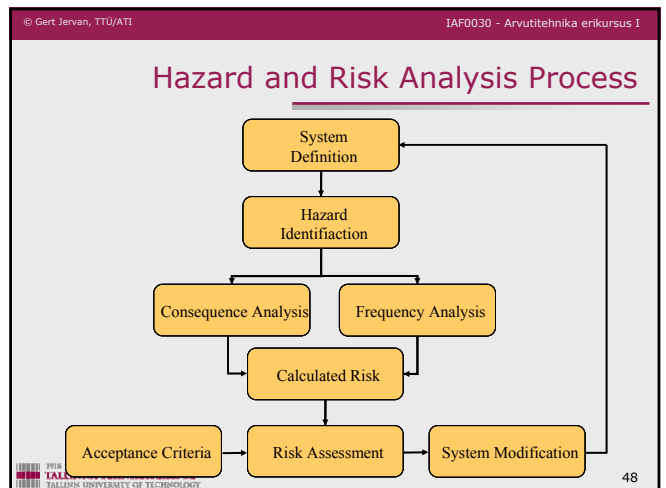 © Gert Jervan, TTÜ/ATI
IAF0030 - Arvutitehnika erikursus I
Hazard and Risk Analysis Process
System
Definition
Hazard
Identifiaction
Consequence Analysis
Frequency Analysis
Calculated Risk
Acceptance Criteria
Risk Assessment
System Modification
1918
TALLINN UNIVERSITY OF TECHNOLOGY
48